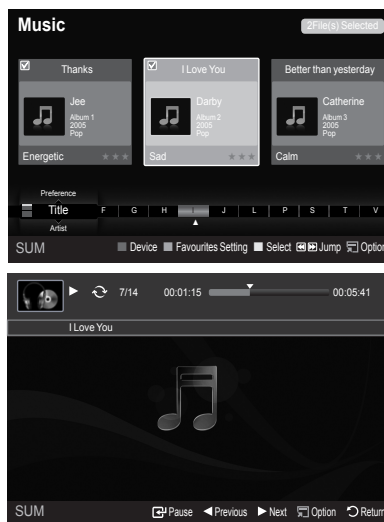 Music
2File(s) Selected
Thanks
I Love You
Better than yesterday
Jee
Album 1
2005
Pop
Darby
Album 2
2005
Pop
Catherine
Album 3
2005
Pop
Energetic ★★★
Sad ★★★
Calm ★★★
Preference
Title F G H I J L P S T V
Artist
SUM Device Favourites Setting Select Jump Option
7/14 00:01:15 00:05:41
I Love You
SUM Pause Previous Next Option Return